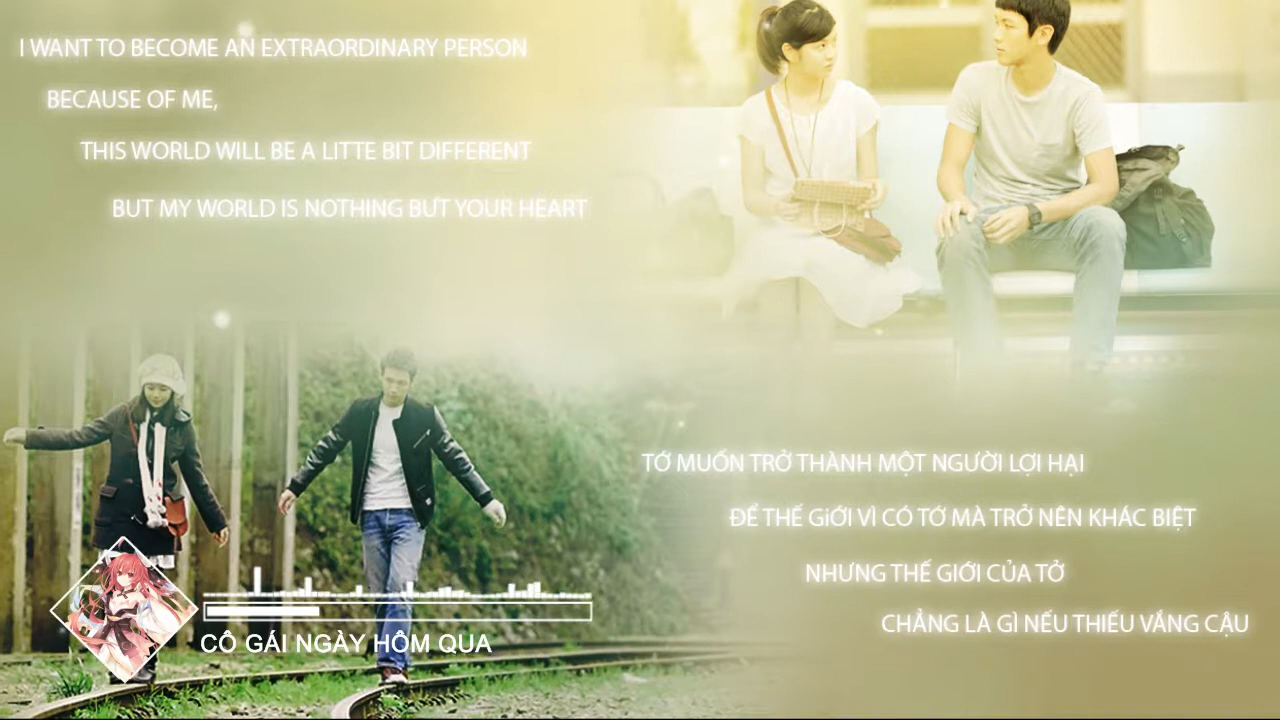 I WANT TO BECOME AN EXTRAORDINARY PERSON
BECAUSE OF ME,
THIS WORLD WILL BE A LITTE BIT DIFFERENT
BUT MY WORLD IS NOTHING BUT YOUR HEART
TỚ MUỐN TRỞ THÀNH MỘT NGƯỜI LỢI HẠI
ĐỂ THẾ GiỚI VÌ CÓ TỚ MÀ TRỞ NÊN KHÁC BIỆT
NHƯNG THẾ GIỚI CỦA TỞ
CHẲNG LÀ GÌ NẾU THIẾU VẮNG CẬU
CÔ GÁI NGÀY HÔM QUA